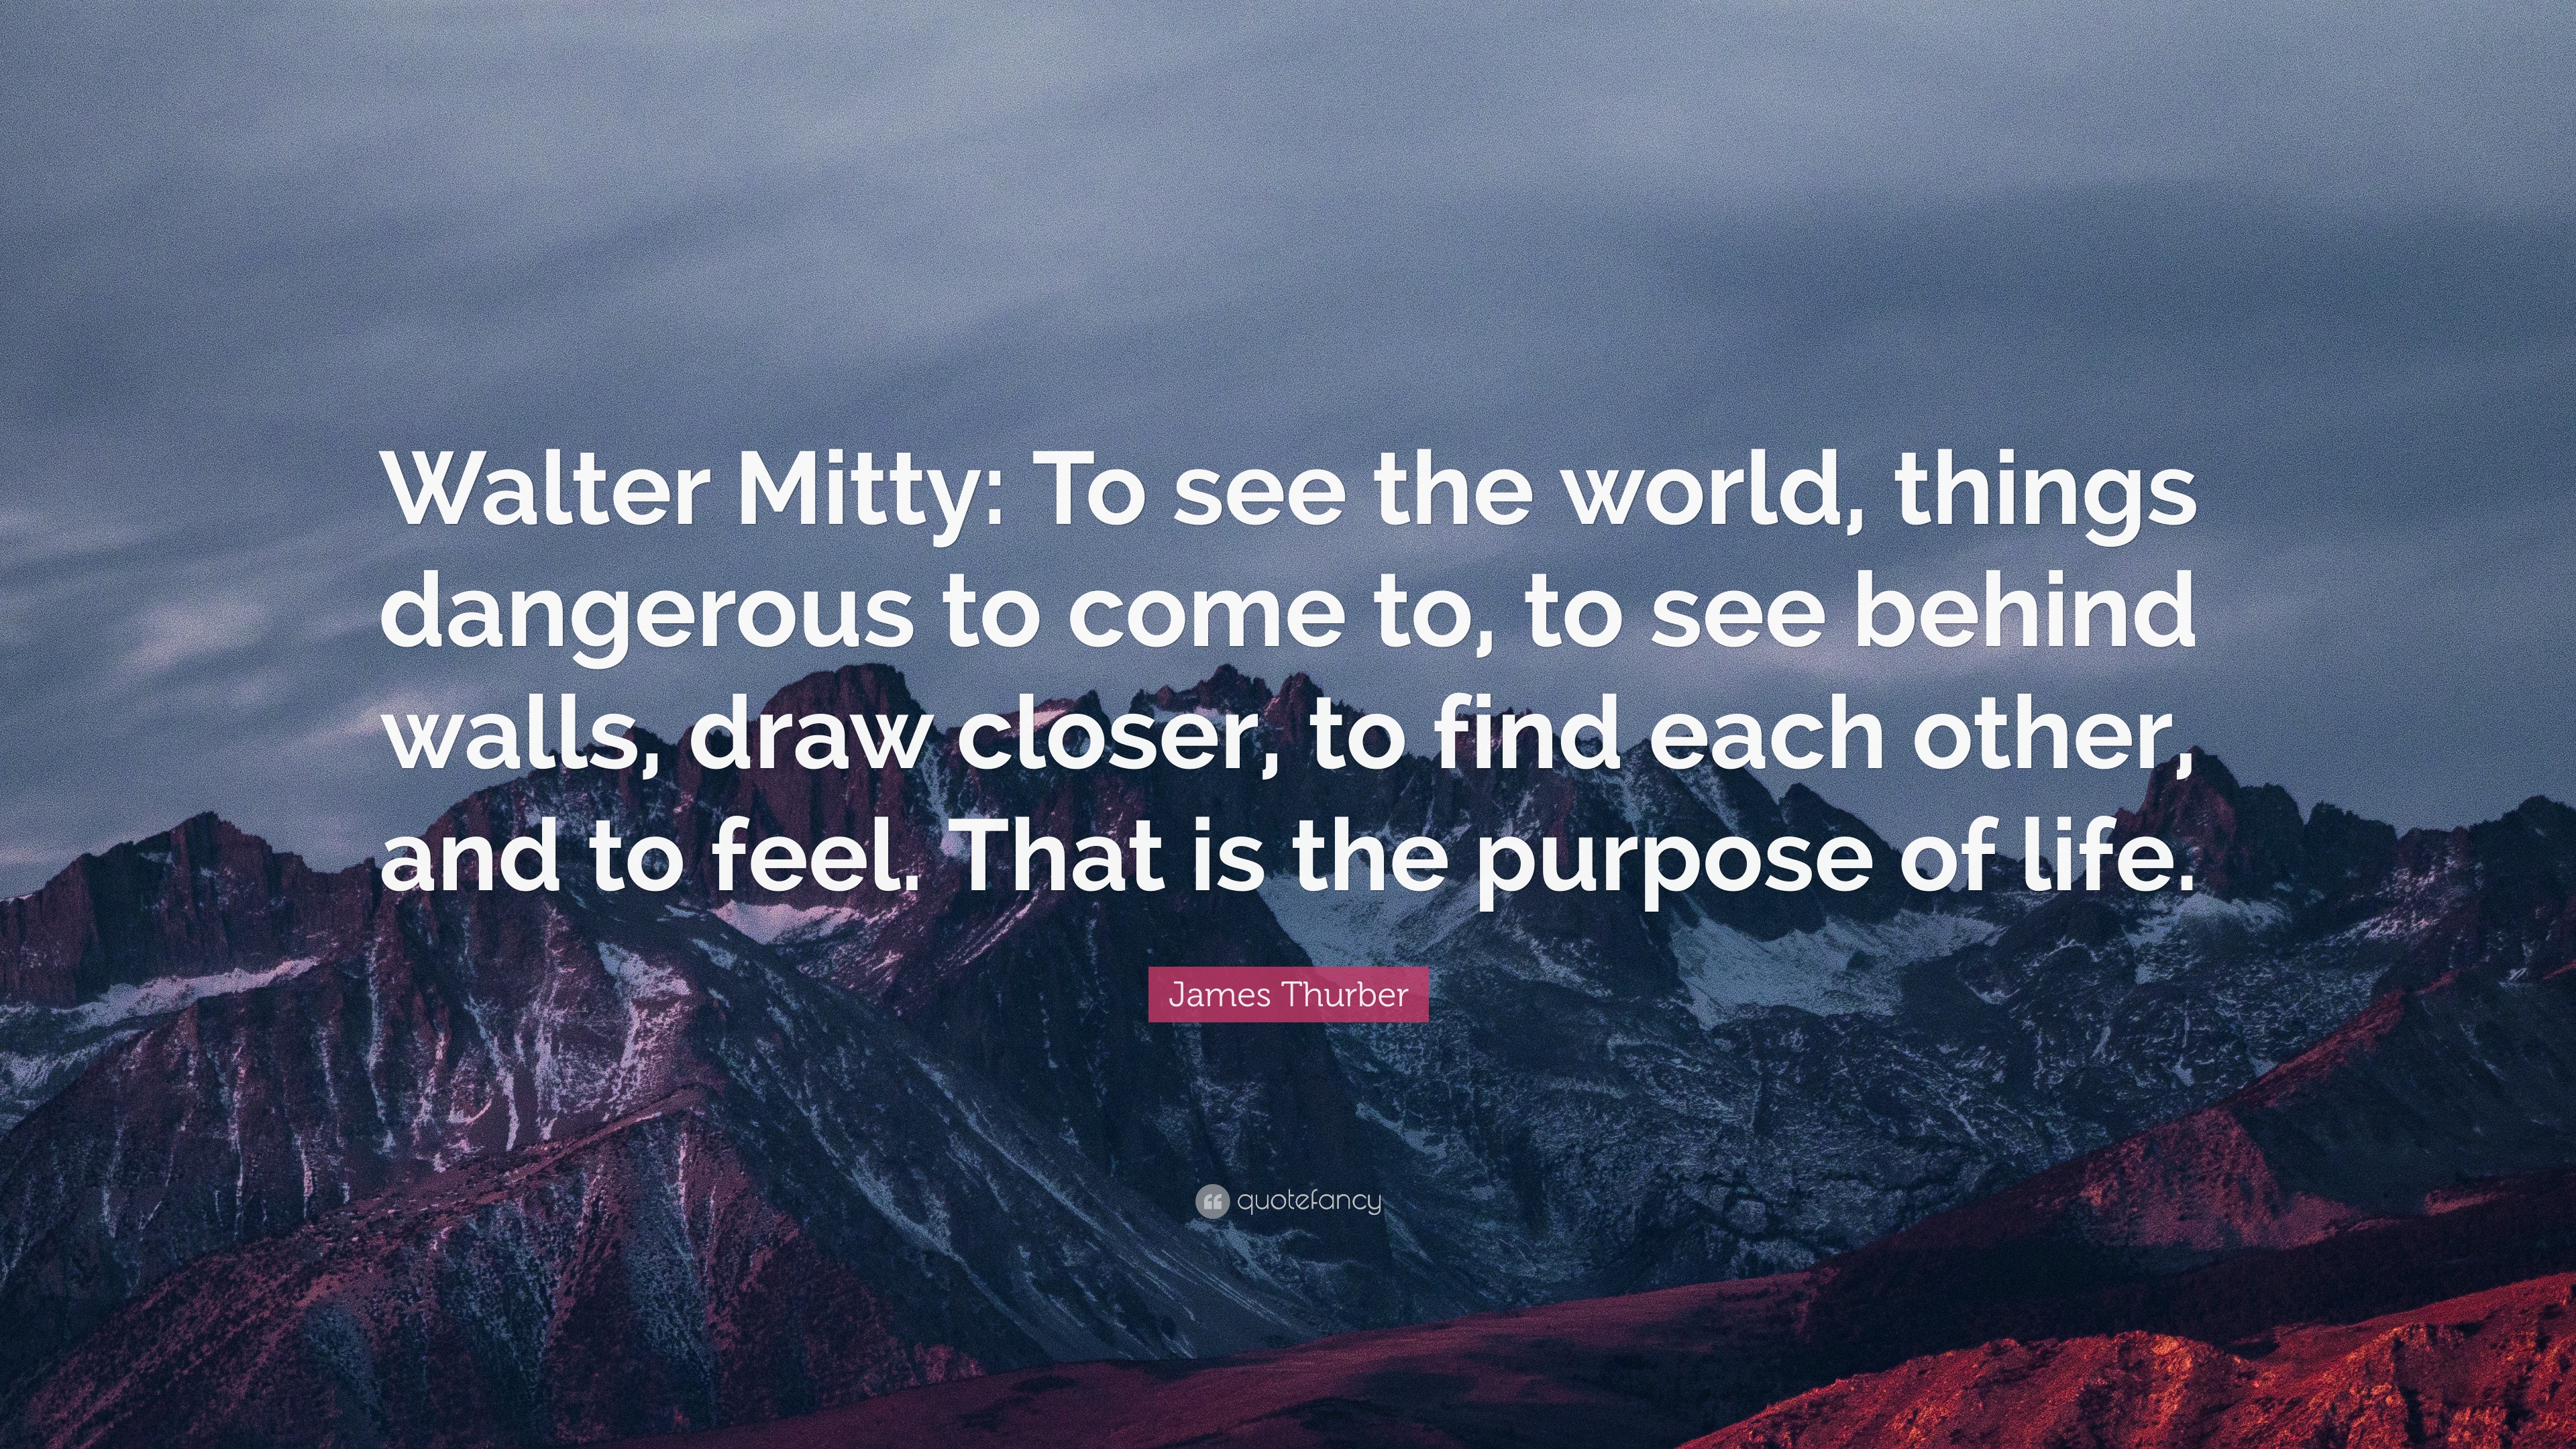 Walter Mitty: To see the world, things
dangerous to come to, to see behind
walls, draw closer, to find each other,
and to feel. That is the purpose of life.
James Thurber
quotefancy